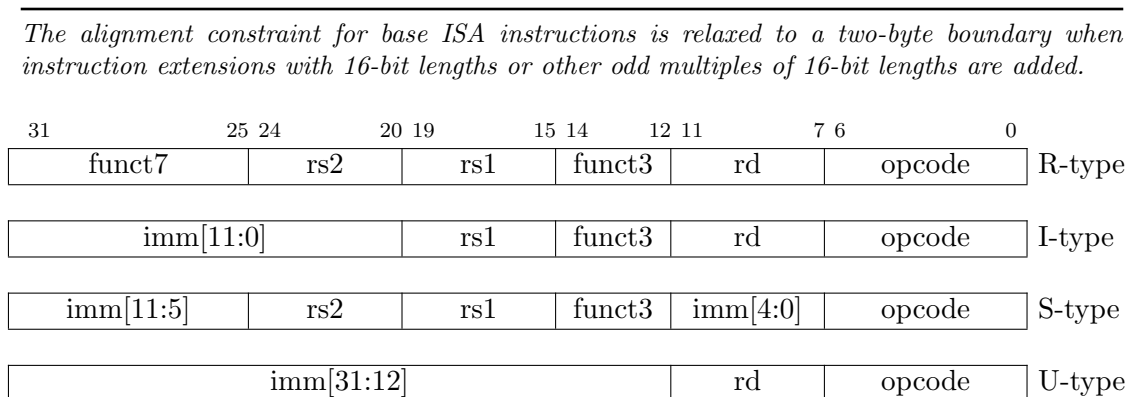 The alignment constraint for base ISA instructions is relaxed to a two-byte boundary when
instruction extensions with 16-bit lengths or other odd multiples of 16-bit lengths are added.
31 25 24 20 19 15 14 12 11 7 6 0
funct7 rs2 rs1 funct3 rd opcode R-type
imm[11:0] rs1 funct3 rd opcode I-type
imm[11:5] rs2 rs1 funct3 imm[4:0] opcode S-type
imm[31:12] rd opcode U-type